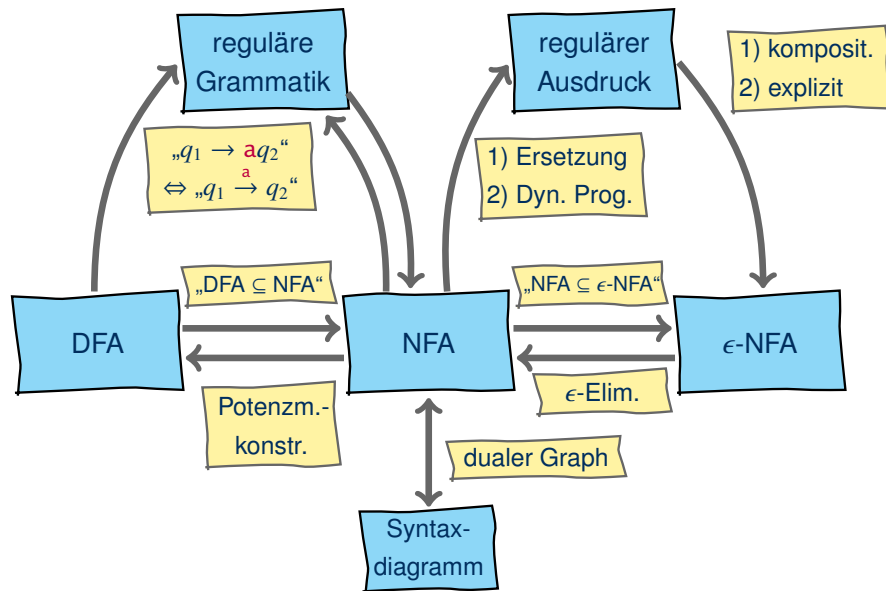 reguläre
Grammatik
regulärer
Ausdruck
1) komposit.
2) explizit
„q₁ → aq₂“
a
⇔ „q₁ → q₂“
1) Ersetzung
2) Dyn. Prog.
„DFA ⊆ NFA“
„NFA ⊆ ϵ-NFA“
DFA
NFA
ϵ-NFA
Potenzm.-
konstr.
ϵ-Elim.
dualer Graph
Syntax-
diagramm